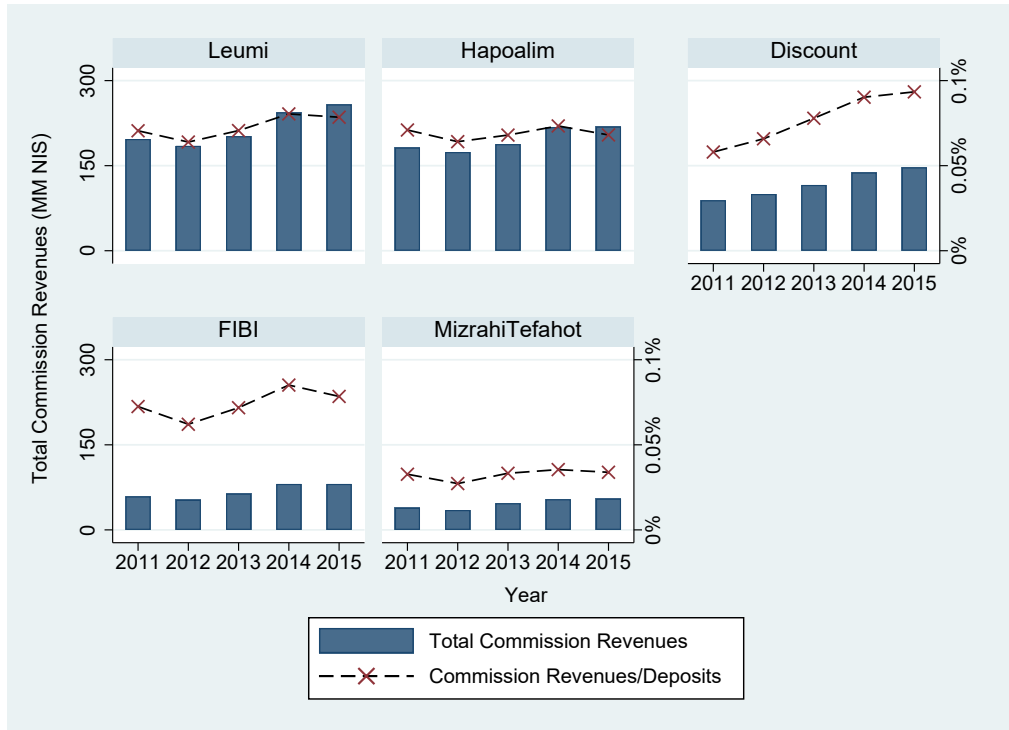 Leumi
Hapoalim
Discount
300
150
0
0.1%
0.05%
0%
2011 2012 2013 2014 2015
FIBI
MizrahiTefahot
300
150
0
0.1%
0.05%
0%
2011 2012 2013 2014 2015
2011 2012 2013 2014 2015
Total Commission Revenues (MM NIS)
Year
Total Commission Revenues
Commission Revenues/Deposits